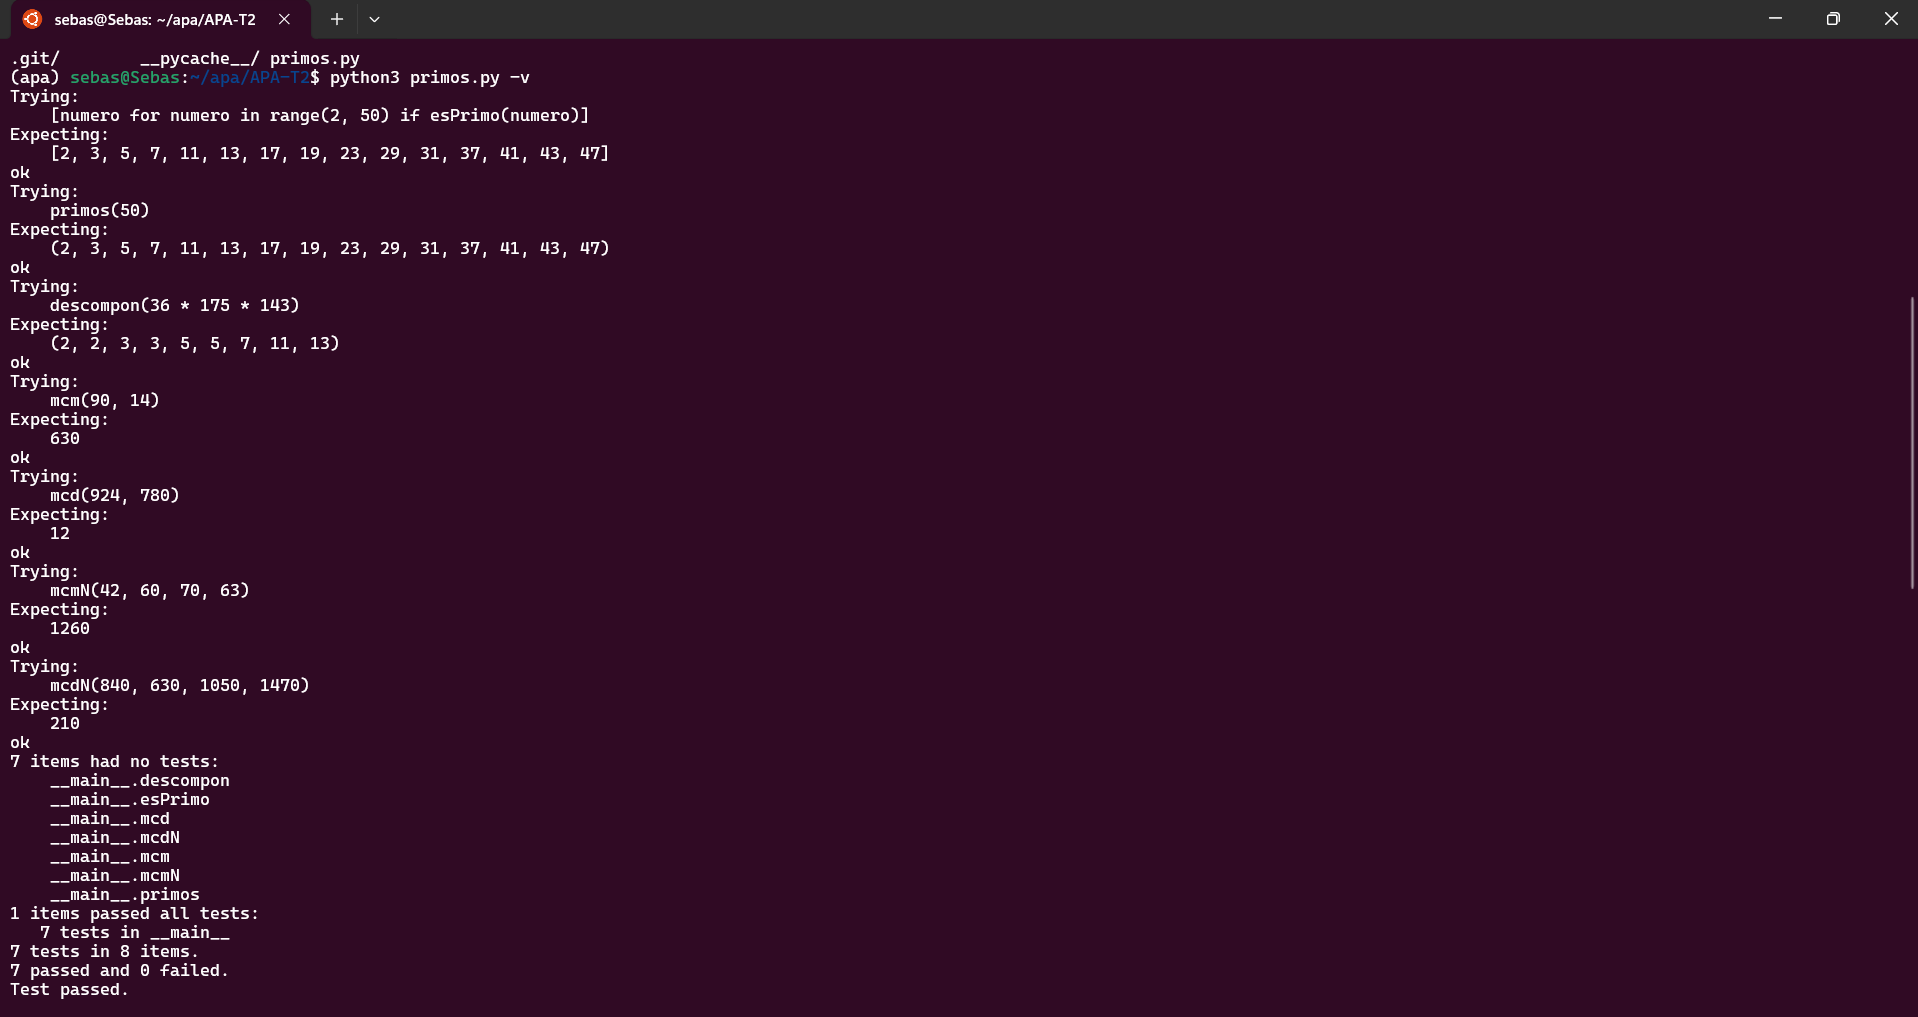 sebas@Sebas: ~/apa/APA-T2
.git/        __pycache__/ primos.py
(apa) sebas@Sebas:~/apa/APA-T2$ python3 primos.py -v
Trying:
    [numero for numero in range(2, 50) if esPrimo(numero)]
Expecting:
    [2, 3, 5, 7, 11, 13, 17, 19, 23, 29, 31, 37, 41, 43, 47]
ok
Trying:
    primos(50)
Expecting:
    (2, 3, 5, 7, 11, 13, 17, 19, 23, 29, 31, 37, 41, 43, 47)
ok
Trying:
    descompon(36 * 175 * 143)
Expecting:
    (2, 2, 3, 3, 5, 5, 7, 11, 13)
ok
Trying:
    mcm(90, 14)
Expecting:
    630
ok
Trying:
    mcd(924, 780)
Expecting:
    12
ok
Trying:
    mcmN(42, 60, 70, 63)
Expecting:
    1260
ok
Trying:
    mcdN(840, 630, 1050, 1470)
Expecting:
    210
ok
7 items had no tests:
    __main__.descompon
    __main__.esPrimo
    __main__.mcd
    __main__.mcdN
    __main__.mcm
    __main__.mcmN
    __main__.primos
1 items passed all tests:
   7 tests in __main__
7 tests in 8 items.
7 passed and 0 failed.
Test passed.